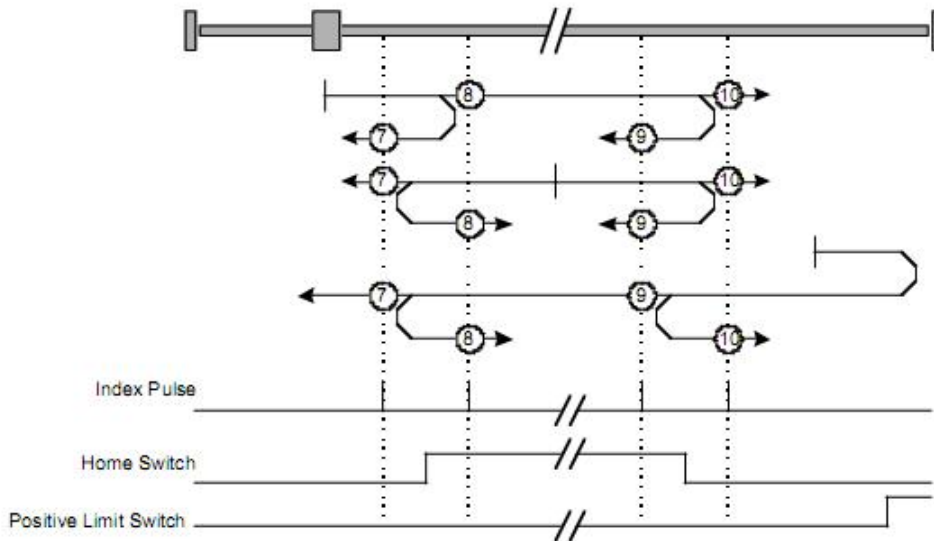 8 10
7 9
7 10
8 9
7 9
8 10
Index Pulse
Home Switch
Positive Limit Switch